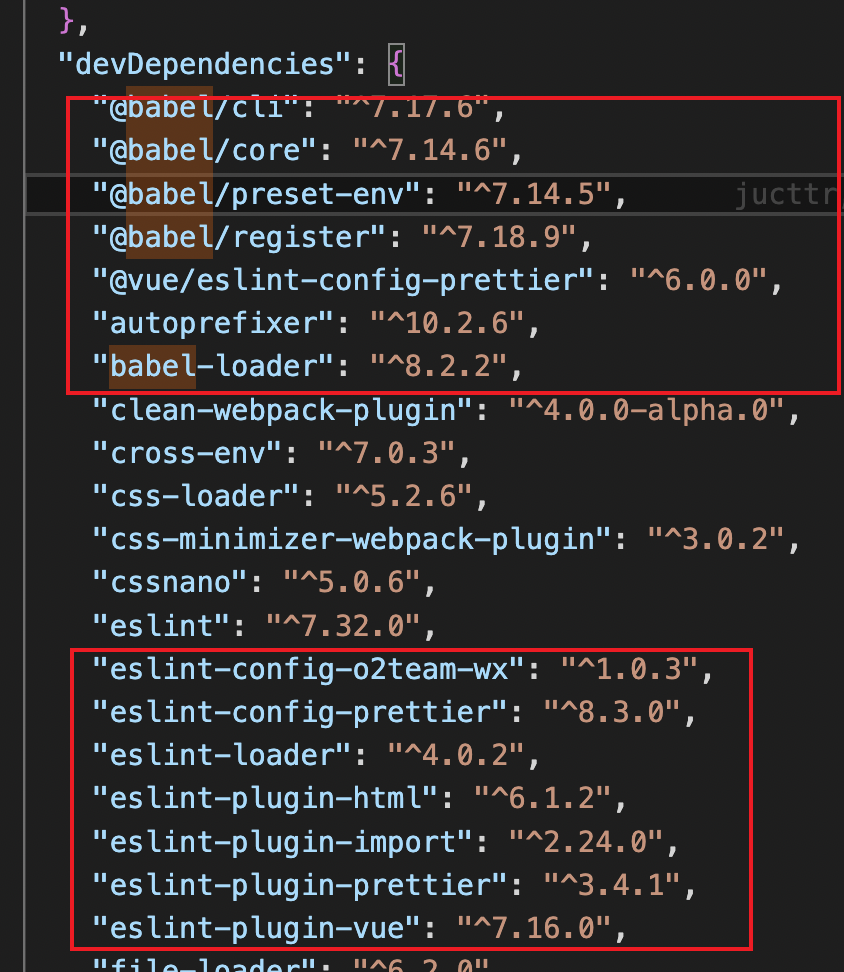 },
"devDependencies": {
"@babel/cli": "^7.17.6",
"@babel/core": "^7.14.6",
"@babel/preset-env": "^7.14.5", jucttr
"@babel/register": "^7.18.9",
"@vue/eslint-config-prettier": "^6.0.0",
"autoprefixer": "^10.2.6",
"babel-loader": "^8.2.2",
"clean-webpack-plugin": "^4.0.0-alpha.0",
"cross-env": "^7.0.3",
"css-loader": "^5.2.6",
"css-minimizer-webpack-plugin": "^3.0.2",
"cssnano": "^5.0.6",
"eslint": "^7.32.0",
"eslint-config-o2team-wx": "^1.0.3",
"eslint-config-prettier": "^8.3.0",
"eslint-loader": "^4.0.2",
"eslint-plugin-html": "^6.1.2",
"eslint-plugin-import": "^2.24.0",
"eslint-plugin-prettier": "^3.4.1",
"eslint-plugin-vue": "^7.16.0",
"file-loader": "^6.2.0"